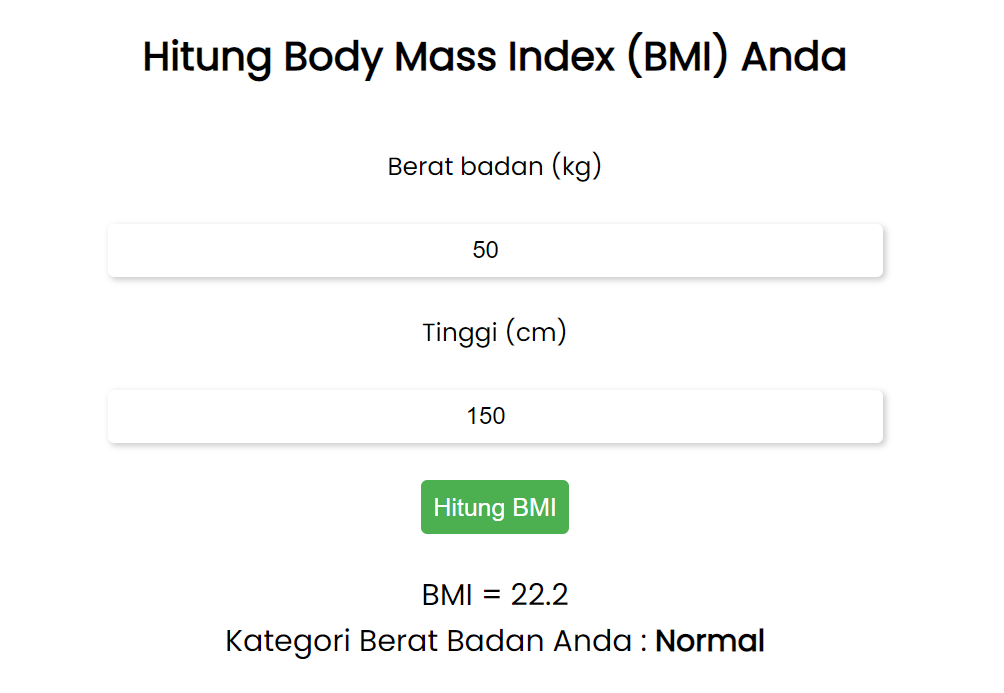 Hitung Body Mass Index (BMI) Anda
Berat badan (kg)
50
Tinggi (cm)
150
Hitung BMI
BMI = 22.2
Kategori Berat Badan Anda : Normal